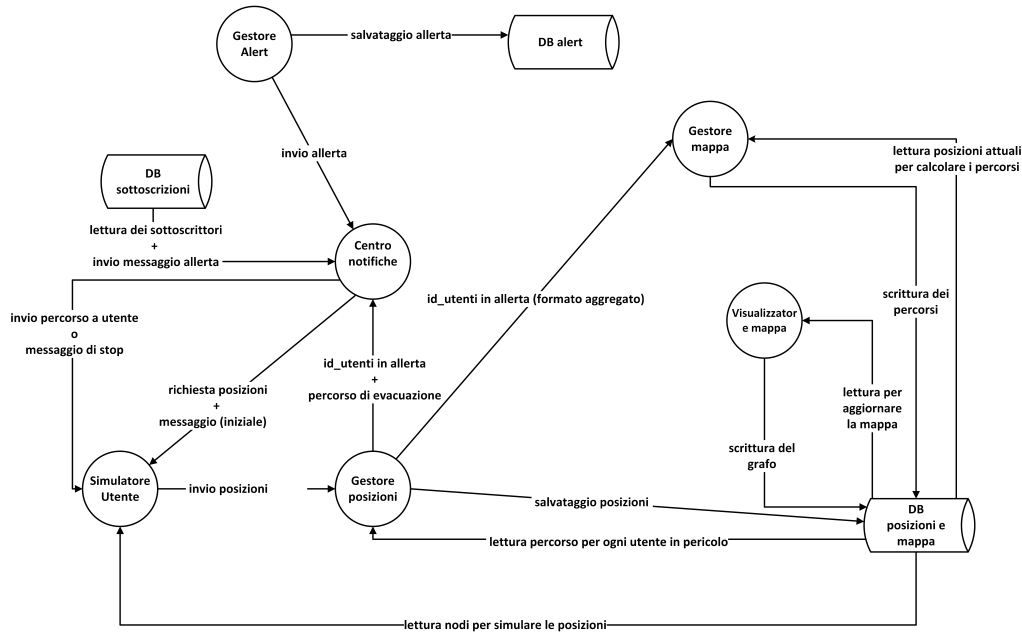 Gestore
Alert
salvataggio allerta
DB alert
invio allerta
Gestore
mappa
lettura posizioni attuali
per calcolare i percorsi
DB
sottoscrizioni
lettura dei sottoscrittori
+
invio messaggio allerta
Centro
notifiche
id_utenti in allerta (formato aggregato)
scrittura dei
percorsi
invio percorso a utente
o
messaggio di stop
Visualizzator
e mappa
id_utenti in allerta
+
percorso di evacuazione
richiesta posizioni
+
messaggio (iniziale)
lettura per
aggiornare
la mappa
scrittura del
grafo
Simulatore
Utente
invio posizioni
Gestore
posizioni
salvataggio posizioni
DB
posizioni e
mappa
lettura percorso per ogni utente in pericolo
lettura nodi per simulare le posizioni